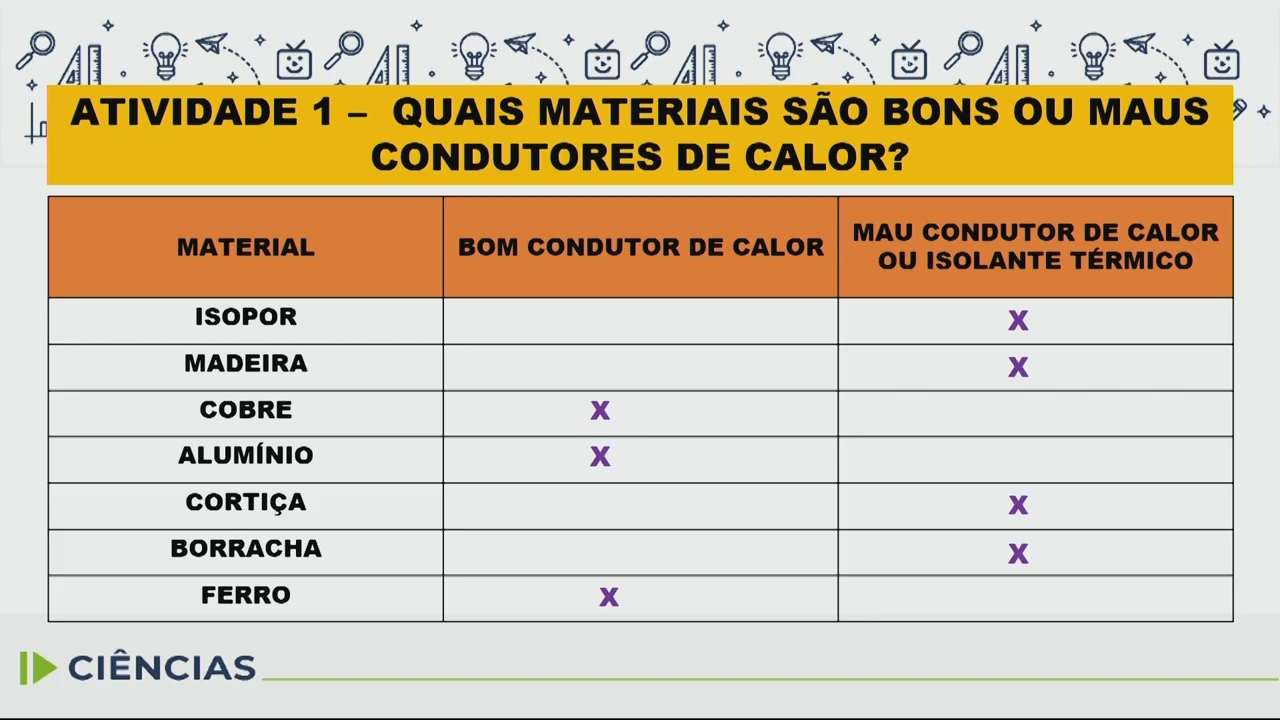 ATIVIDADE 1 – QUAIS MATERIAIS SÃO BONS OU MAUS
CONDUTORES DE CALOR?
MATERIAL
BOM CONDUTOR DE CALOR
MAU CONDUTOR DE CALOR
OU ISOLANTE TÉRMICO
ISOPOR X
MADEIRA X
COBRE X
ALUMÍNIO X
CORTIÇA X
BORRACHA X
FERRO X
CIÊNCIAS